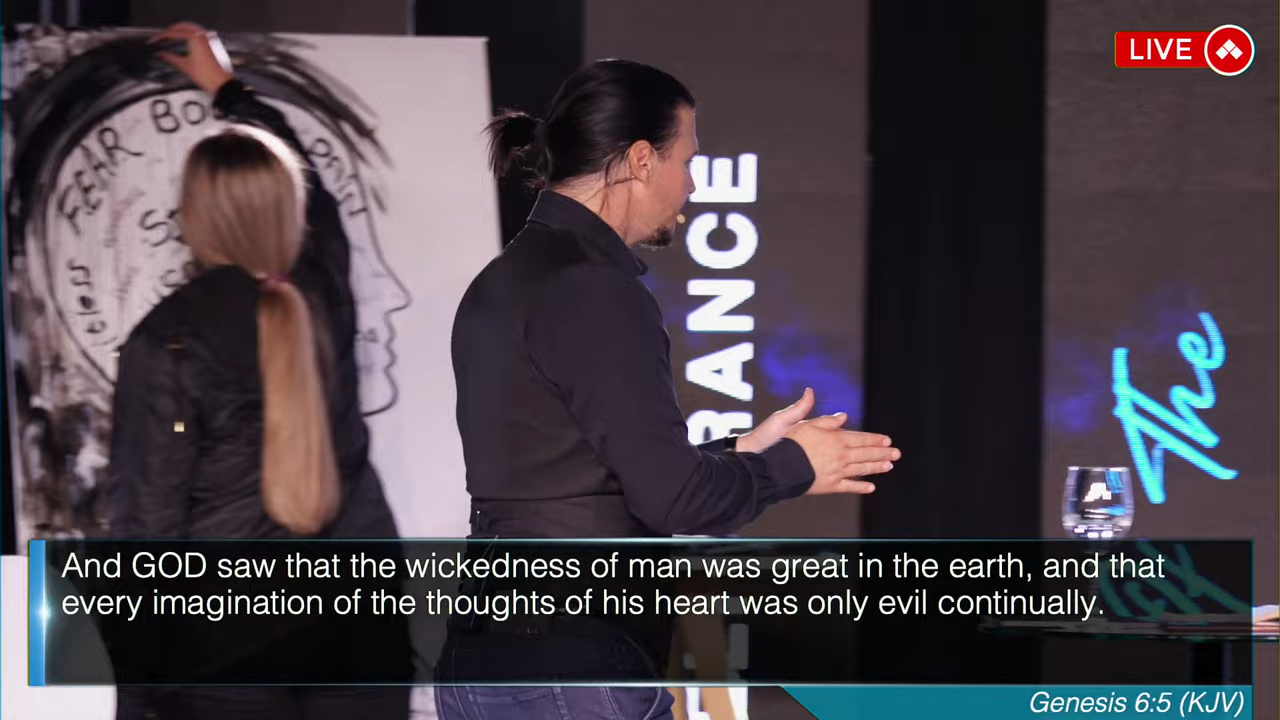 LIVE
FEAR
RANCE
The
And GOD saw that the wickedness of man was great in the earth, and that
every imagination of the thoughts of his heart was only evil continually.
Genesis 6:5 (KJV)